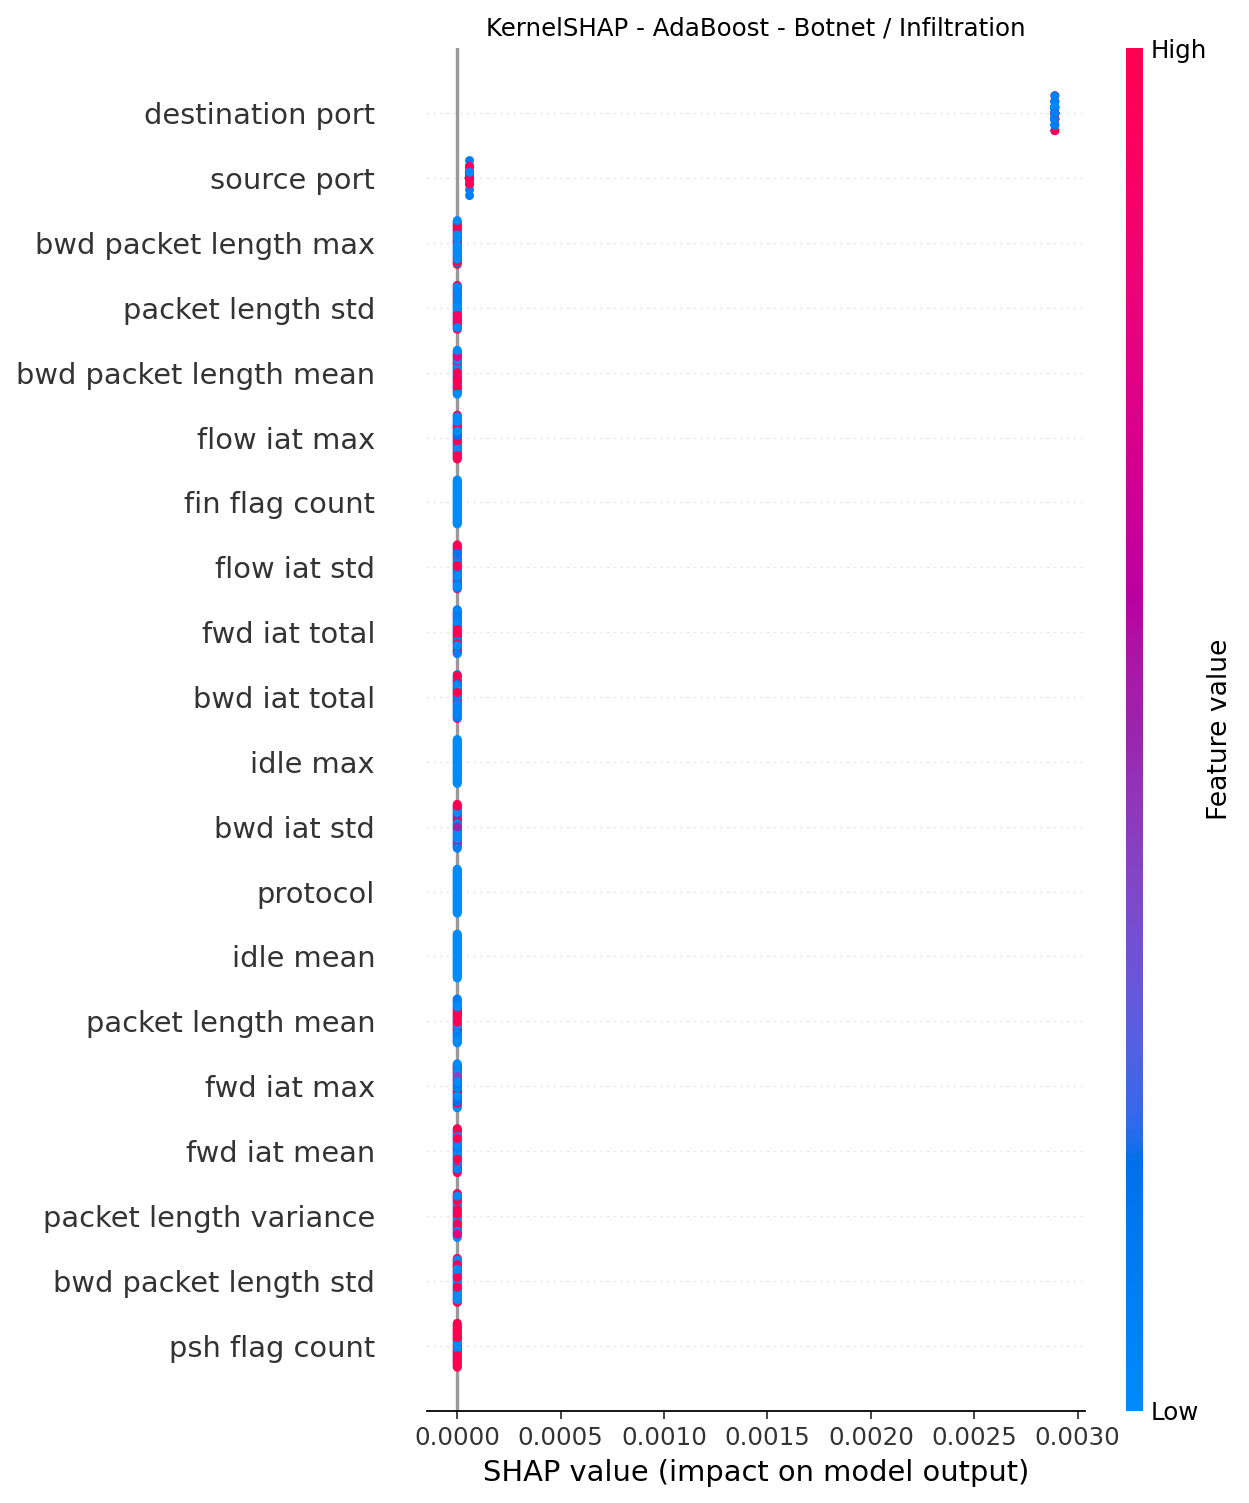 KernelSHAP - AdaBoost - Botnet / Infiltration
High
destination port
source port
bwd packet length max
packet length std
bwd packet length mean
flow iat max
fin flag count
flow iat std
fwd iat total
bwd iat total
idle max
bwd iat std
protocol
idle mean
packet length mean
fwd iat max
fwd iat mean
packet length variance
bwd packet length std
psh flag count
Feature value
Low
0.0000 0.0005 0.0010 0.0015 0.0020 0.0025 0.0030
SHAP value (impact on model output)